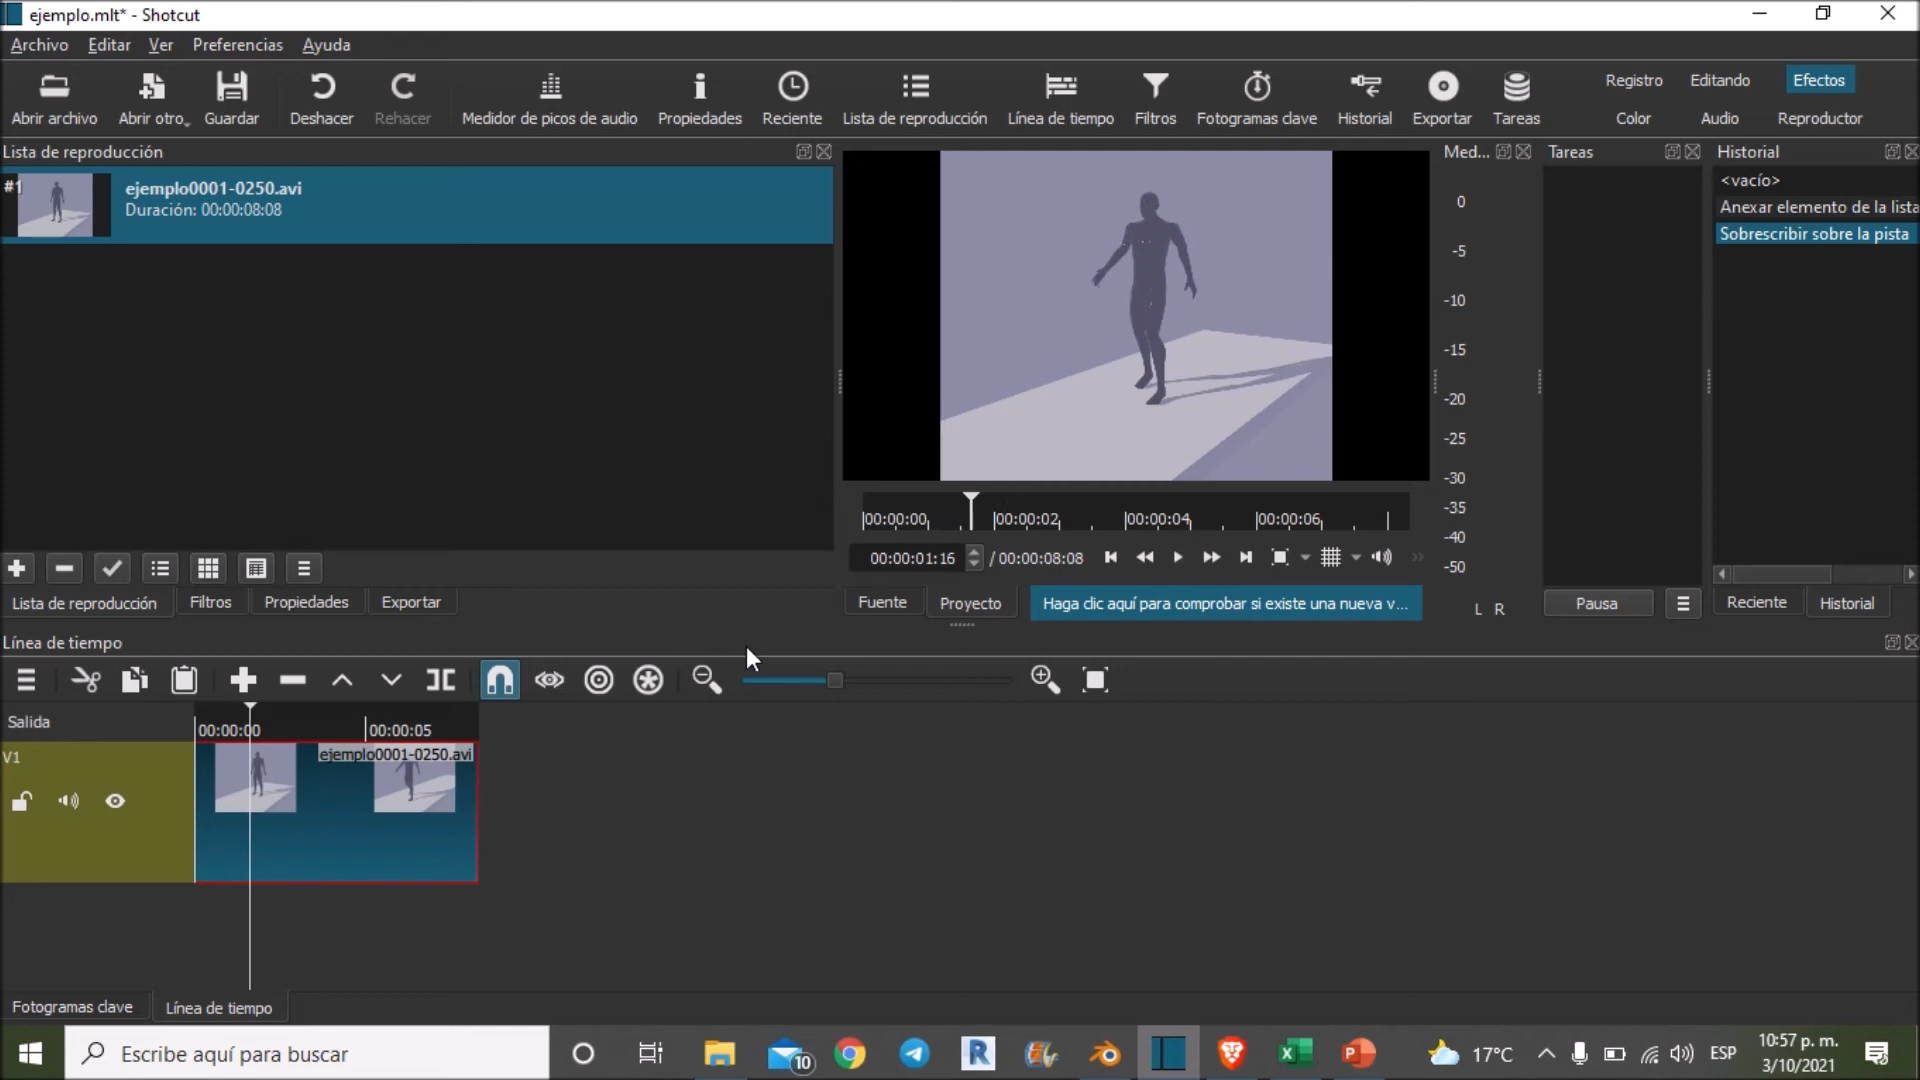 ejemplo.mlt* - Shotcut
Archivo Editar Ver Preferencias Ayuda
Abrir archivo Abrir otro Guardar Deshacer Rehacer Medidor de picos de audio Propiedades Reciente Lista de reproducción Línea de tiempo Filtros Fotogramas clave Historial Exportar Tareas
Registro Editando Efectos
Color Audio Reproductor
Lista de reproducción
#1
ejemplo0001-0250.avi
Duración: 00:00:08:08
Lista de reproducción Filtros Propiedades Exportar
00:00:00 00:00:02 00:00:04 00:00:06
00:00:01:16 / 00:00:08:08
Fuente Proyecto Haga clic aquí para comprobar si existe una nueva v...
Med...
0
-5
-10
-15
-20
-25
-30
-35
-40
-50
L R
Tareas
Pausa
Historial
<vacío>
Anexar elemento de la lista
Sobrescribir sobre la pista
Reciente Historial
Línea de tiempo
Salida
00:00:00 00:00:05
V1
ejemplo0001-0250.avi
Fotogramas clave Línea de tiempo
Escribe aquí para buscar
10
17°C
ESP
10:57 p. m.
3/10/2021